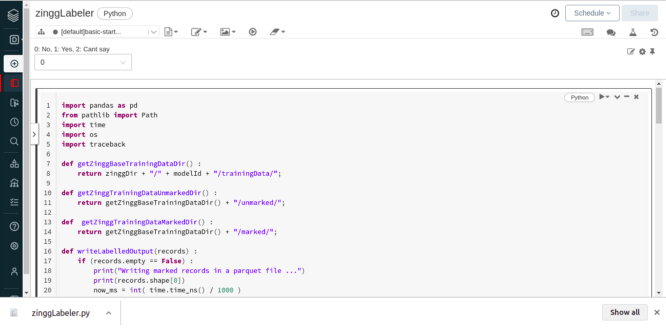 zinggLabeler Python Schedule Share
[default]basic-start...
0: No, 1: Yes, 2: Cant say
0
Python
1 import pandas as pd
2 from pathlib import Path
3 import time
4 import os
5 import traceback
6
7 def getZinggBaseTrainingDataDir() :
8 return zinggDir + "/" + modelId + "/trainingData/";
9
10 def getZinggTrainingDataUnmarkedDir() :
11 return getZinggBaseTrainingDataDir() + "/unmarked/";
12
13 def getZinggTrainingDataMarkedDir() :
14 return getZinggBaseTrainingDataDir() + "/marked/";
15
16 def writeLabelledOutput(records) :
17 if (records.empty == False) :
18 print("Writing marked records in a parquet file ...")
19 print(records.shape[0])
20 now_ms = int( time.time_ns() / 1000 )
zinggLabeler.py Show all